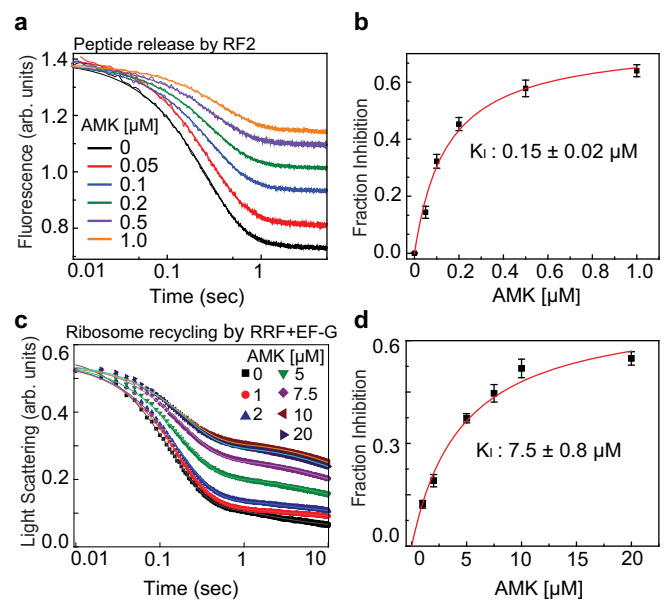 a
Peptide release by RF2
Fluorescence (arb. units)
1.4
1.2
1.0
0.8
AMK [µM]
0
0.05
0.1
0.2
0.5
1.0
0.01 0.1 1
Time (sec)
b
Fraction Inhibition
0.6
0.4
0.2
0.0
K_I : 0.15 ± 0.02 µM
0.0 0.2 0.4 0.6 0.8 1.0
AMK [µM]
c
Ribosome recycling by RRF+EF-G
Light Scattering (arb. units)
0.6
0.4
0.2
0.0
AMK [µM]
0 5
1 7.5
2 10
20
0.01 0.1 1 10
Time (sec)
d
Fraction Inhibition
0.6
0.3
0.0
K_I : 7.5 ± 0.8 µM
0 5 10 15 20
AMK [µM]